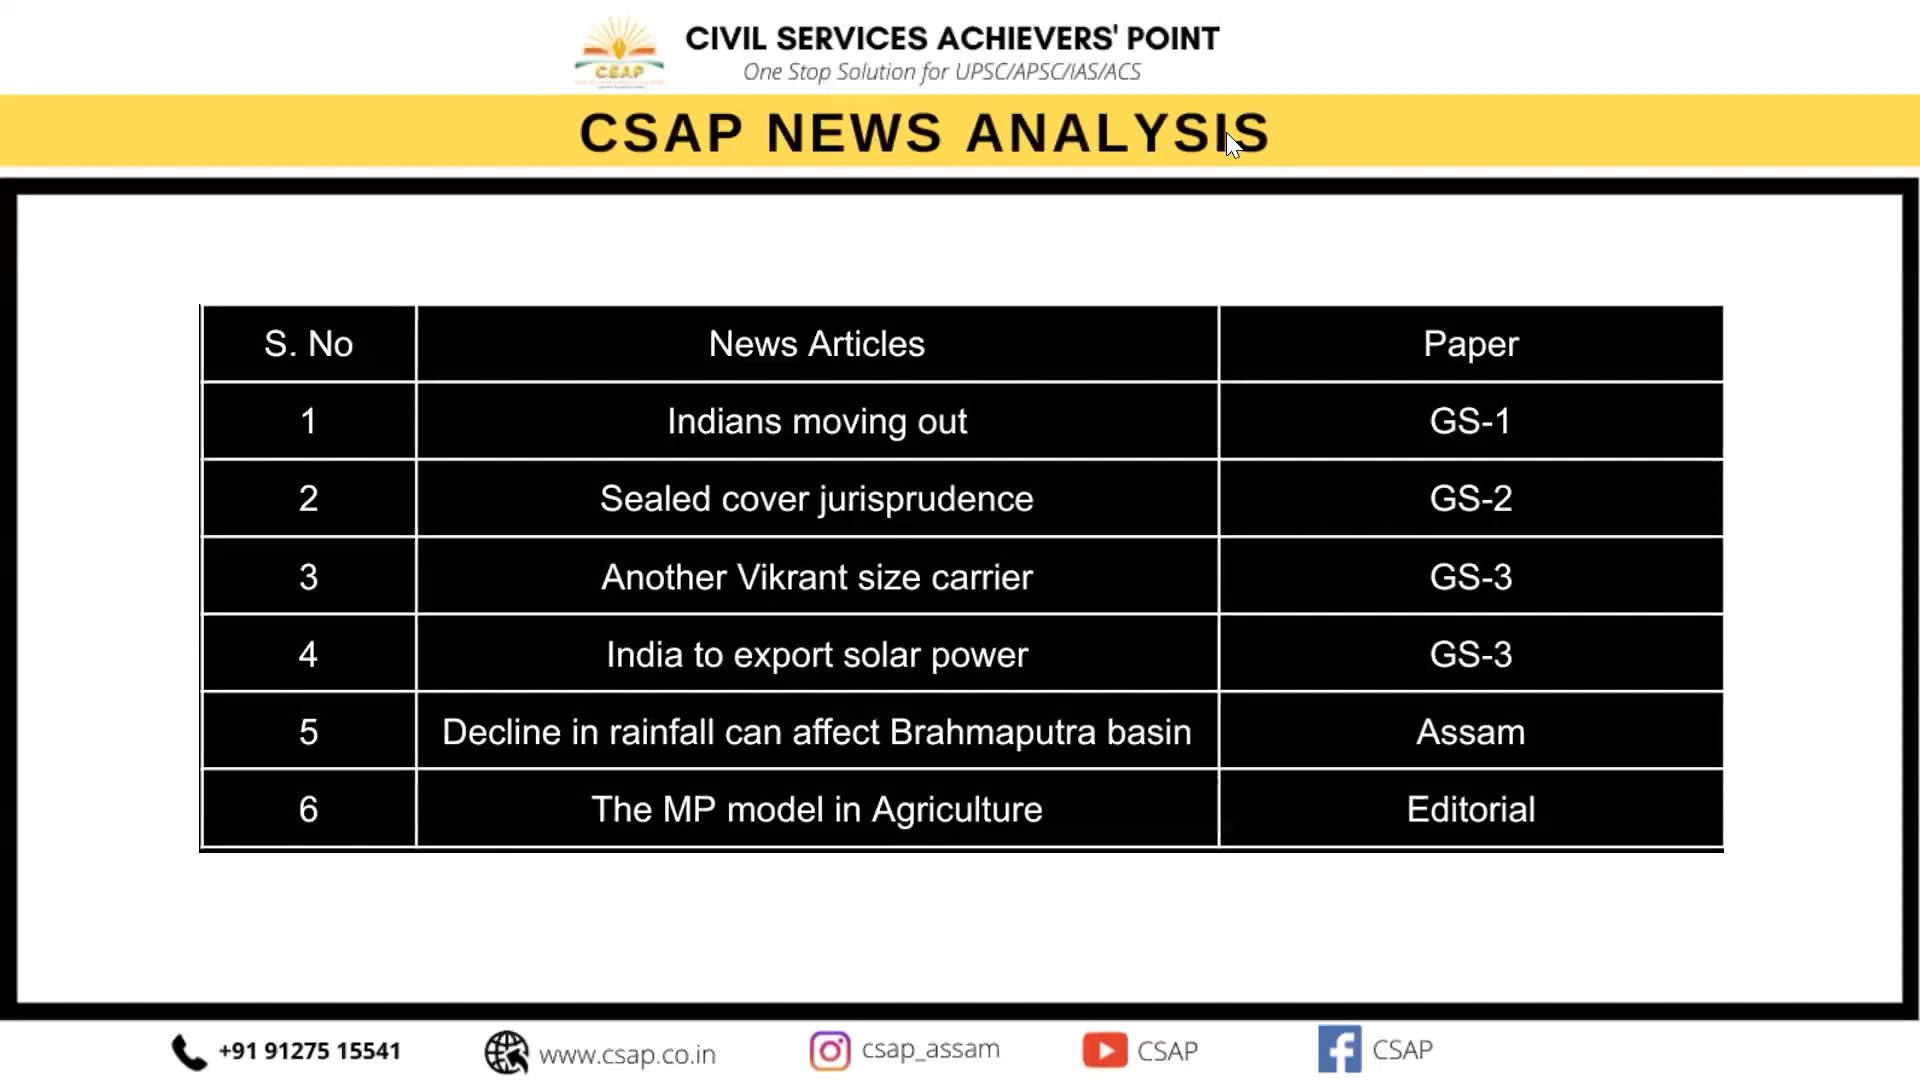 CIVIL SERVICES ACHIEVERS' POINT
CSAP
One Stop Solution for UPSC/APSC/IAS/ACS
CSAP NEWS ANALYSIS
S. No News Articles Paper
1 Indians moving out GS-1
2 Sealed cover jurisprudence GS-2
3 Another Vikrant size carrier GS-3
4 India to export solar power GS-3
5 Decline in rainfall can affect Brahmaputra basin Assam
6 The MP model in Agriculture Editorial
+91 91275 15541 www.csap.co.in csap_assam CSAP CSAP